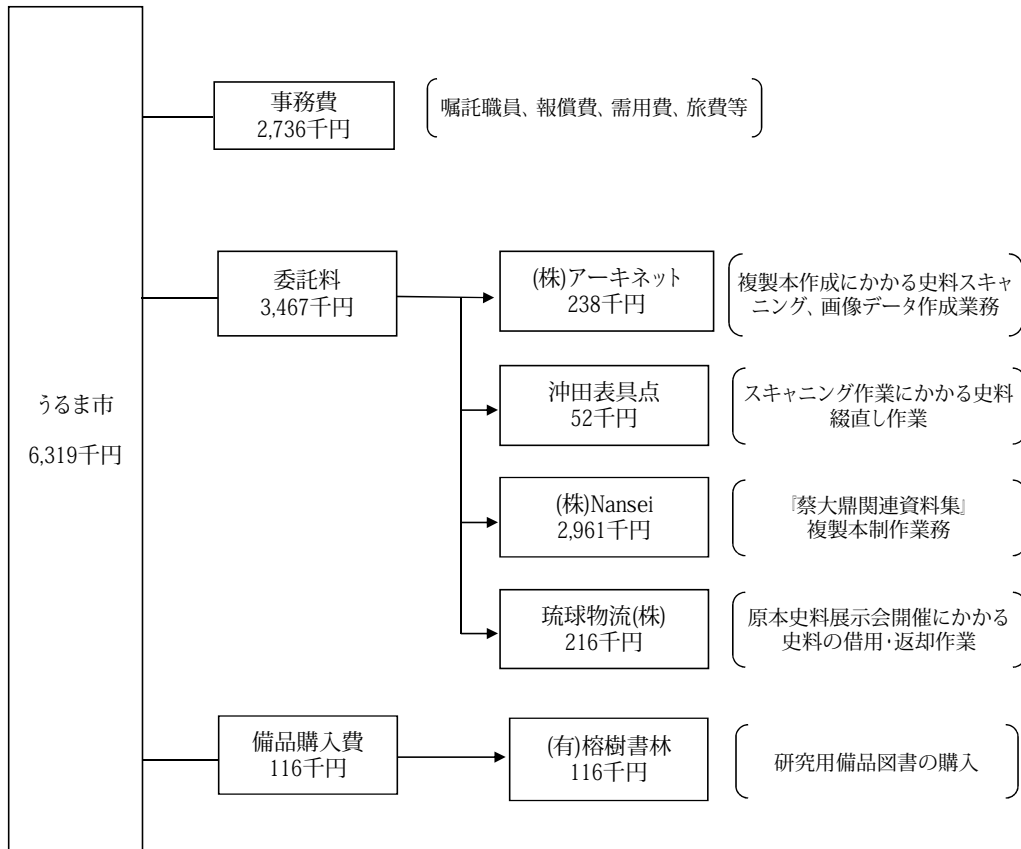 事務費
2,736千円
嘱託職員、報償費、需用費、旅費等
委託料
3,467千円
(株)アーキネット
238千円
複製本作成にかかる史料スキャ
ニング、画像データ作成業務
うるま市
6,319千円
沖田表具点
52千円
スキャニング作業にかかる史料
綴直し作業
(株)Nansei
2,961千円
『蔡大鼎関連資料集』
複製本制作業務
琉球物流(株)
216千円
原本史料展示会開催にかかる
史料の借用・返却作業
備品購入費
116千円
(有)榕樹書林
116千円
研究用備品図書の購入